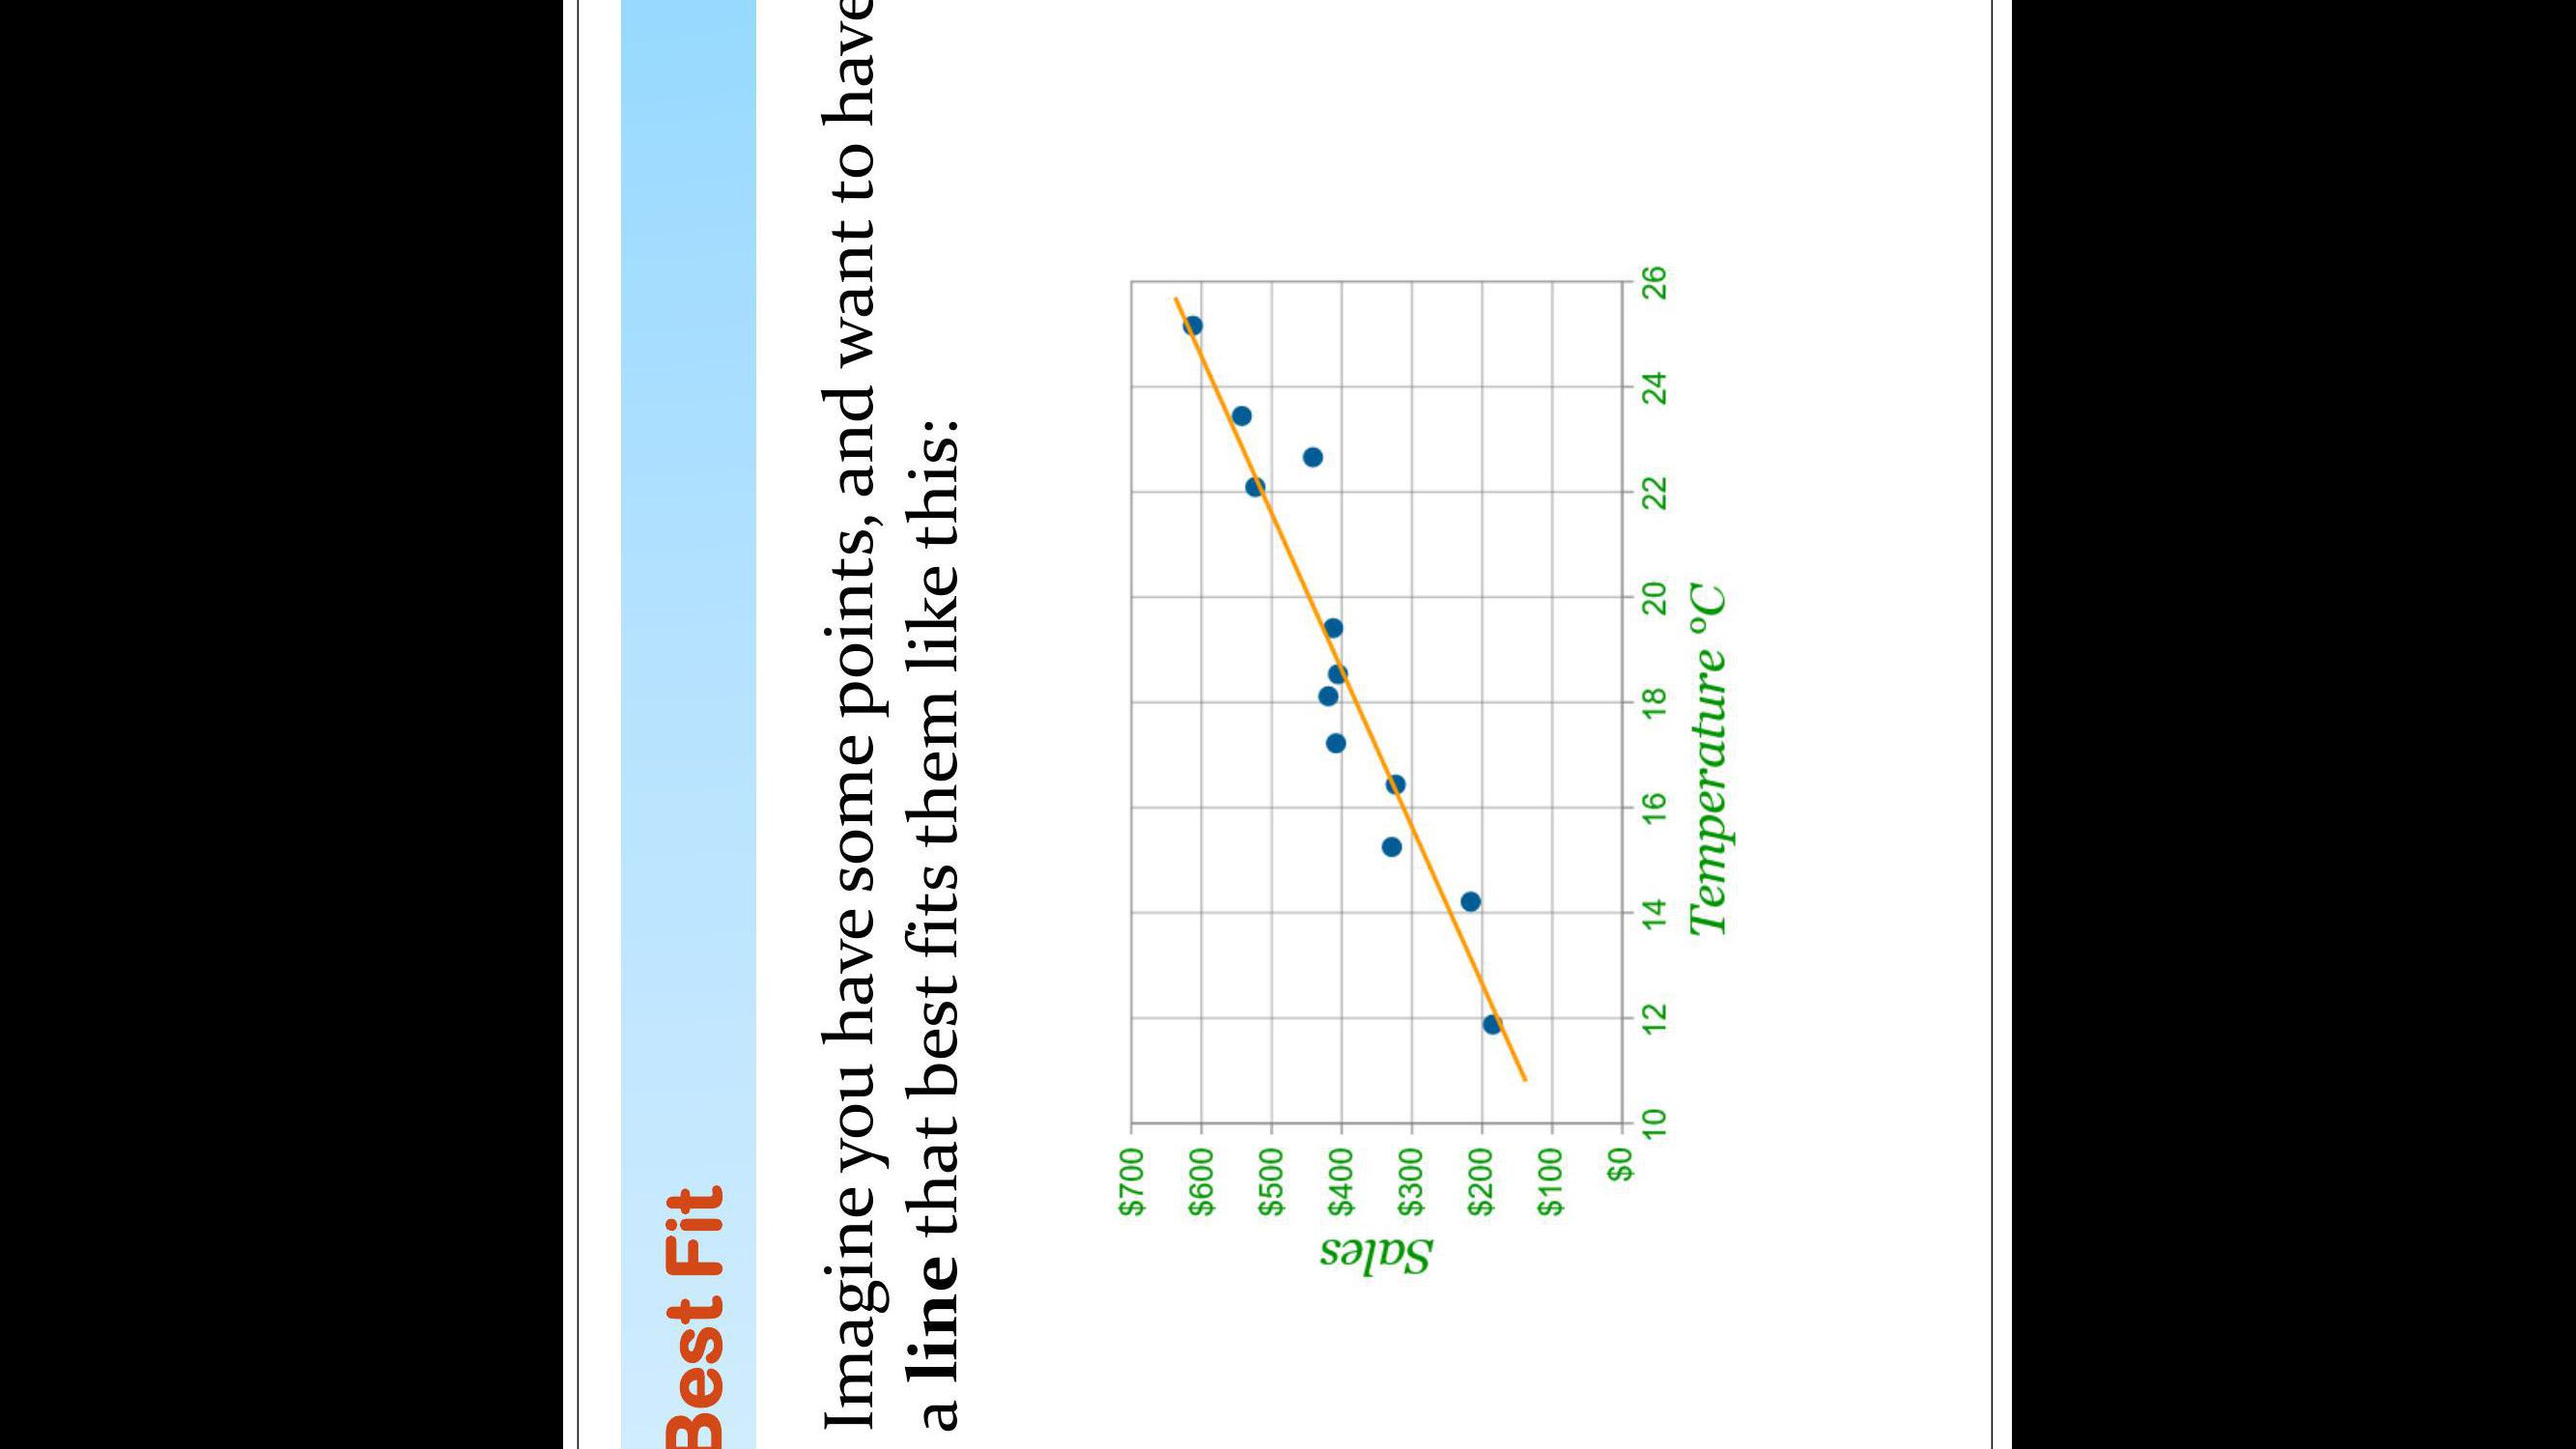 Best Fit
Imagine you have some points, and want to have
a line that best fits them like this:
$700
$600
$500
$400
$300
$200
$100
$0
Sales
10 12 14 16 18 20 22 24 26
Temperature °C